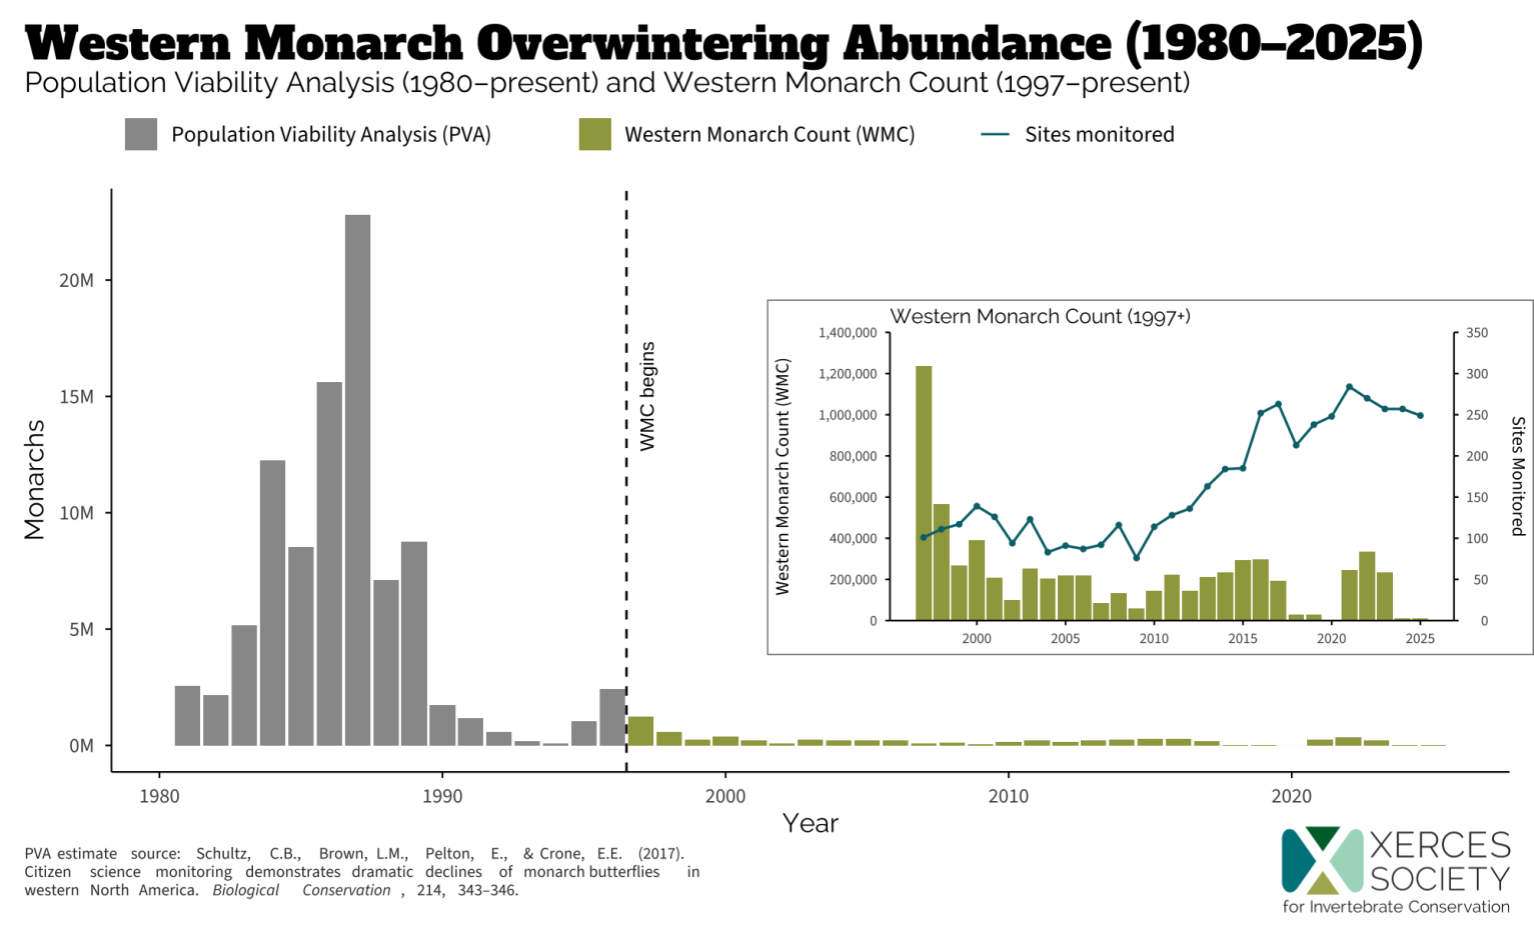 Western Monarch Overwintering Abundance (1980–2025)
Population Viability Analysis (1980–present) and Western Monarch Count (1997–present)
Population Viability Analysis (PVA)
Western Monarch Count (WMC)
Sites monitored
Monarchs
20M
15M
10M
5M
0M
WMC begins
1980
1990
2000
2010
2020
Year
Western Monarch Count (1997+)
Western Monarch Count (WMC)
1,400,000
1,200,000
1,000,000
800,000
600,000
400,000
200,000
0
350
300
250
200
150
100
50
0
Sites Monitored
2000
2005
2010
2015
2020
2025
PVA estimate source: Schultz, C.B., Brown, L.M., Pelton, E., & Crone, E.E. (2017).
Citizen science monitoring demonstrates dramatic declines of monarch butterflies in
western North America. Biological Conservation , 214, 343–346.
XERCES
SOCIETY
for Invertebrate Conservation